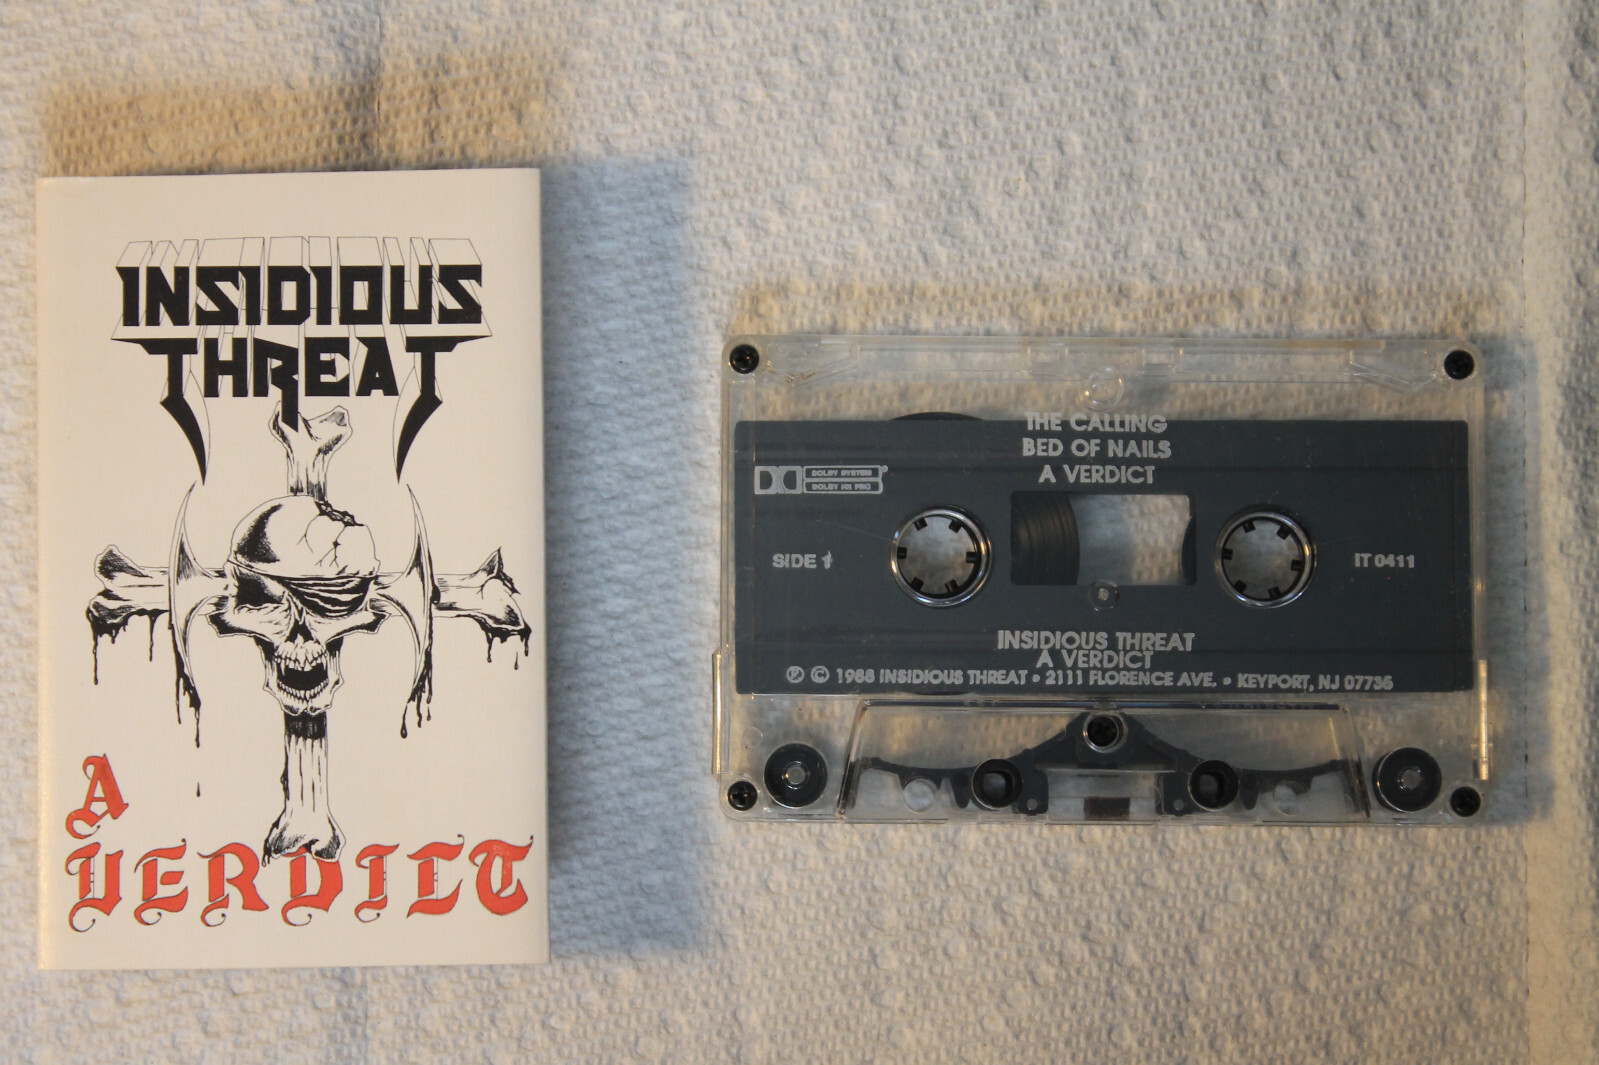 INSIDIOUS
THREAT
A
VERDICT
THE CALLING
BED OF NAILS
A VERDICT
DOLBY SYSTEM
DOLBY HX PRO
SIDE 1
IT 0411
INSIDIOUS THREAT
A VERDICT
℗ © 1988 INSIDIOUS THREAT • 2111 FLORENCE AVE. • KEYPORT, NJ 07735